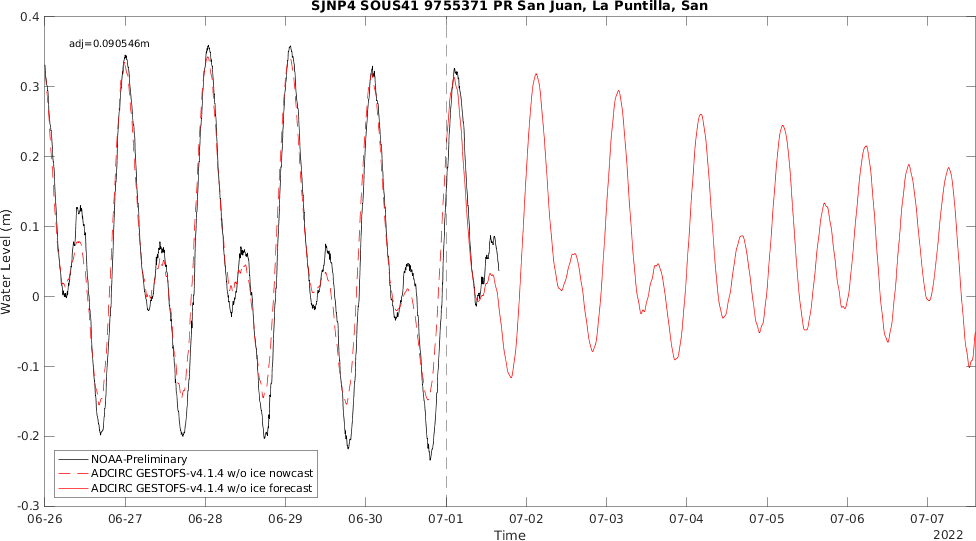 SJNP4 SOUS41 9755371 PR San Juan, La Puntilla, San
adj=0.090546m
0.4
0.3
0.2
0.1
0
-0.1
-0.2
-0.3
Water Level (m)
NOAA-Preliminary
ADCIRC GESTOFS-v4.1.4 w/o ice nowcast
ADCIRC GESTOFS-v4.1.4 w/o ice forecast
06-26 06-27 06-28 06-29 06-30 07-01 07-02 07-03 07-04 07-05 07-06 07-07
Time
2022